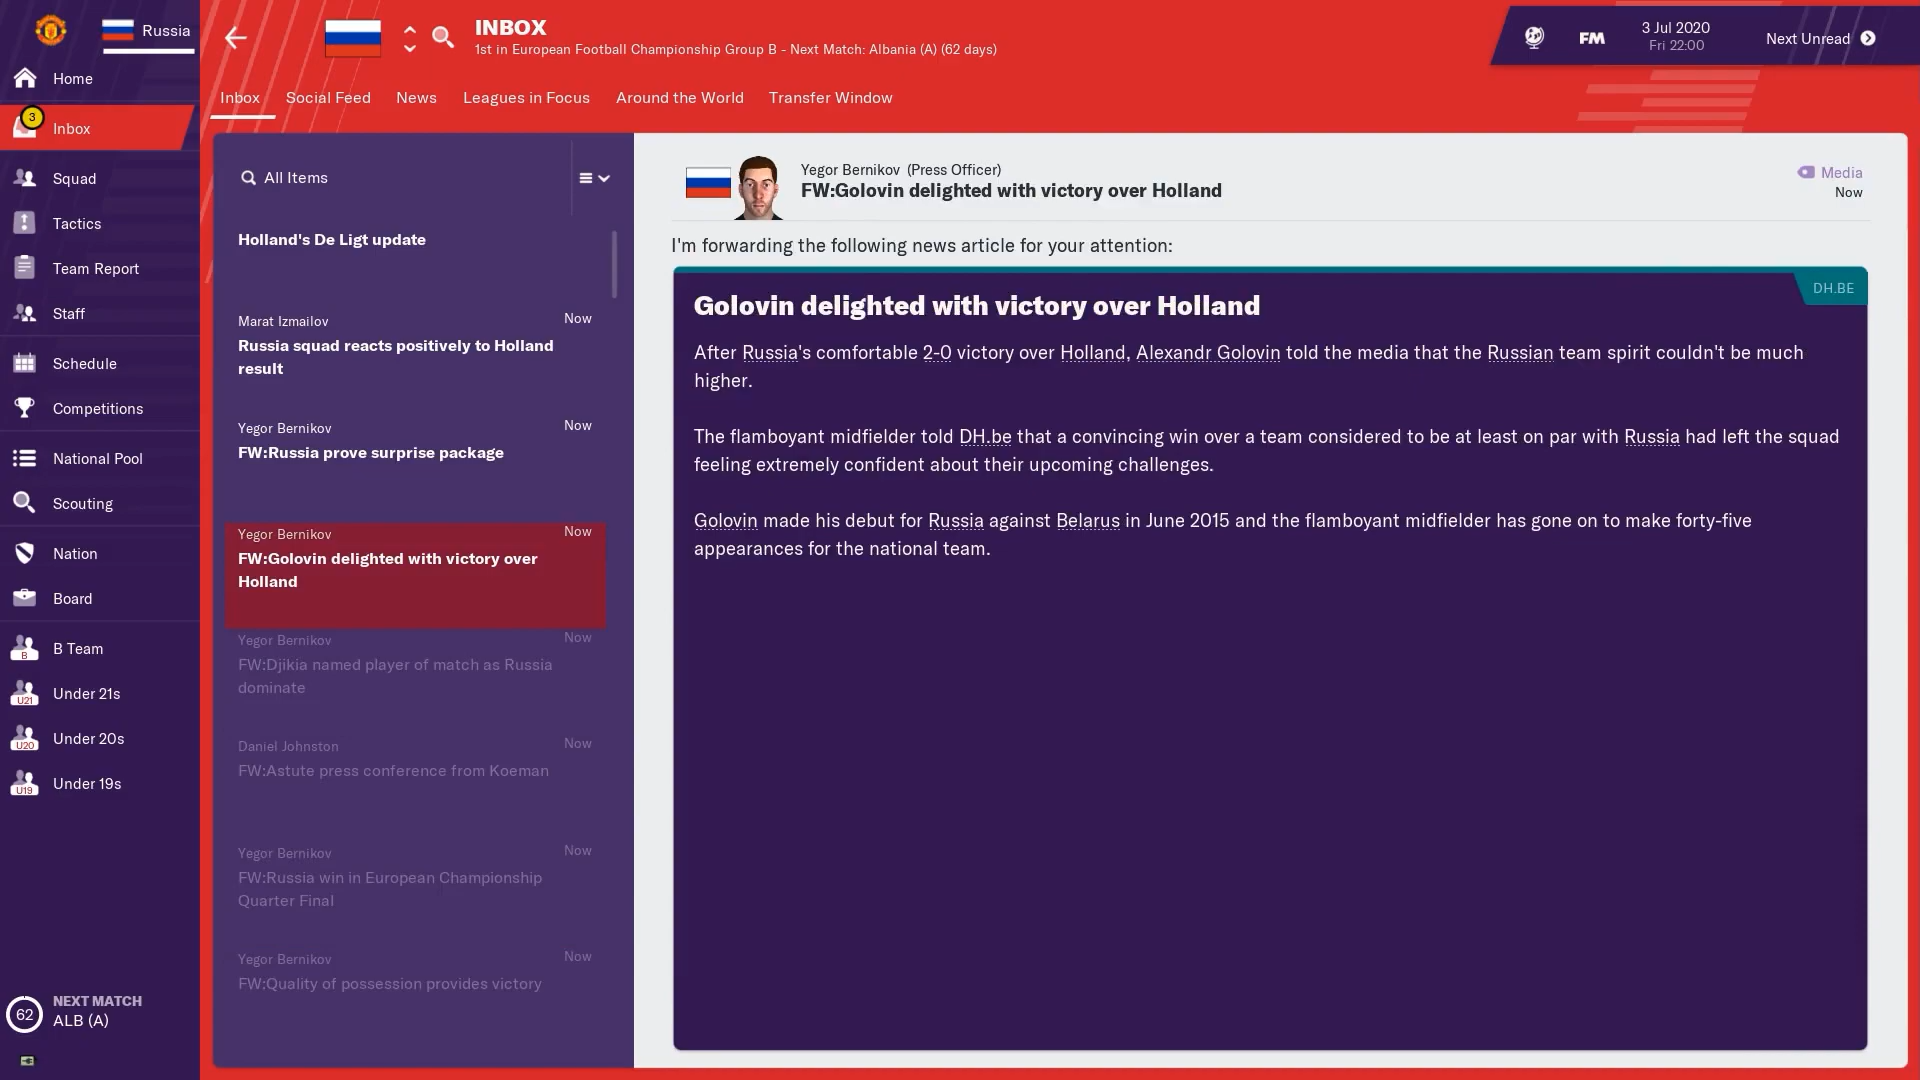 Russia
Home
3
Inbox
Squad
Tactics
Team Report
Staff
Schedule
Competitions
National Pool
Scouting
Nation
Board
B
B Team
U21
Under 21s
U20
Under 20s
U19
Under 19s
62
NEXT MATCH
ALB (A)
INBOX
1st in European Football Championship Group B - Next Match: Albania (A) (62 days)
FM
3 Jul 2020
Fri 22:00
Next Unread
Inbox
Social Feed
News
Leagues in Focus
Around the World
Transfer Window
All Items
Holland's De Ligt update
Marat Izmailov
Now
Russia squad reacts positively to Holland
result
Yegor Bernikov
Now
FW:Russia prove surprise package
Yegor Bernikov
Now
FW:Golovin delighted with victory over
Holland
Yegor Bernikov
Now
FW:Djikia named player of match as Russia
dominate
Daniel Johnston
Now
FW:Astute press conference from Koeman
Yegor Bernikov
Now
FW:Russia win in European Championship
Quarter Final
Yegor Bernikov
Now
FW:Quality of possession provides victory
Yegor Bernikov (Press Officer)
FW:Golovin delighted with victory over Holland
Media
Now
I'm forwarding the following news article for your attention:
DH.BE
Golovin delighted with victory over Holland
After Russia's comfortable 2-0 victory over Holland, Alexandr Golovin told the media that the Russian team spirit couldn't be much
higher.
The flamboyant midfielder told DH.be that a convincing win over a team considered to be at least on par with Russia had left the squad
feeling extremely confident about their upcoming challenges.
Golovin made his debut for Russia against Belarus in June 2015 and the flamboyant midfielder has gone on to make forty-five
appearances for the national team.